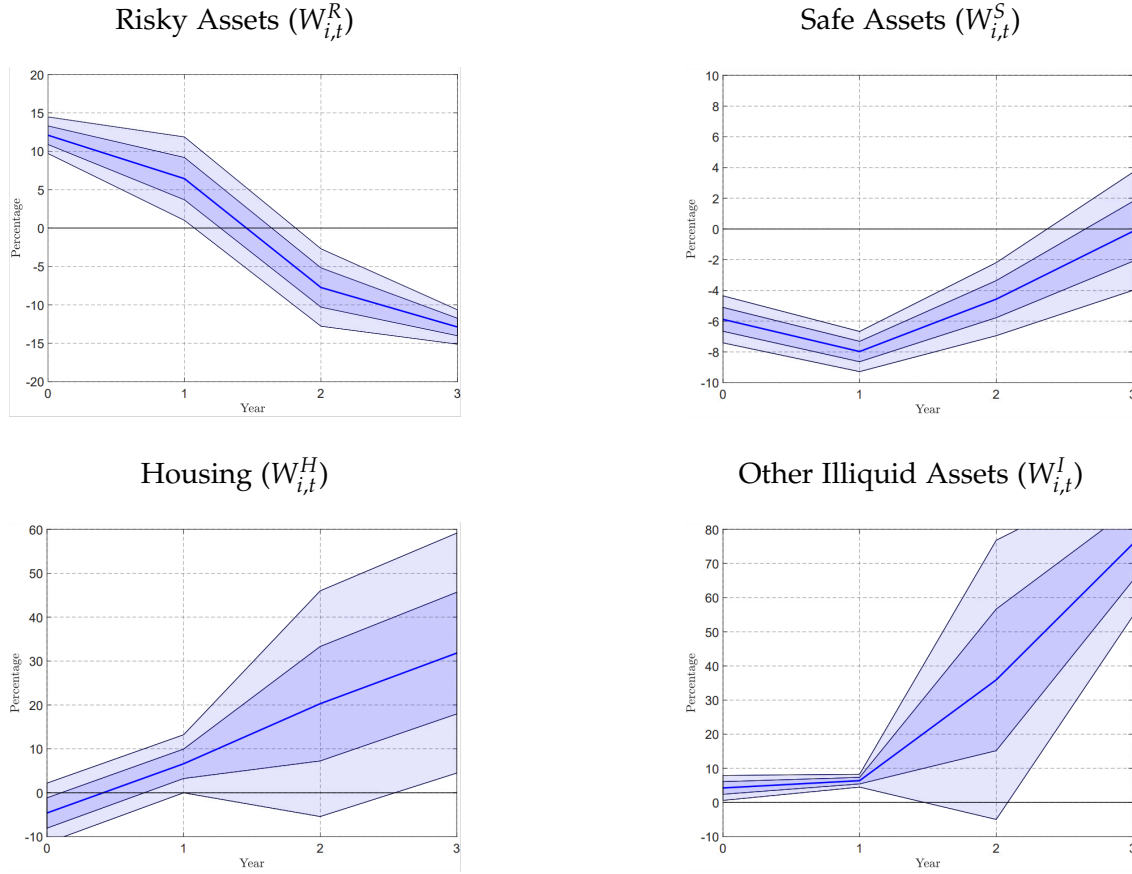 Risky Assets (W^R_{i,t})
Safe Assets (W^S_{i,t})
20
15
10
5
0
-5
-10
-15
-20
Percentage
0 1 2 3
Year
10
8
6
4
2
0
-2
-4
-6
-8
-10
Percentage
0 1 2 3
Year
Housing (W^H_{i,t})
Other Illiquid Assets (W^I_{i,t})
60
50
40
30
20
10
0
-10
Percentage
0 1 2 3
Year
80
70
60
50
40
30
20
10
0
-10
Percentage
0 1 2 3
Year